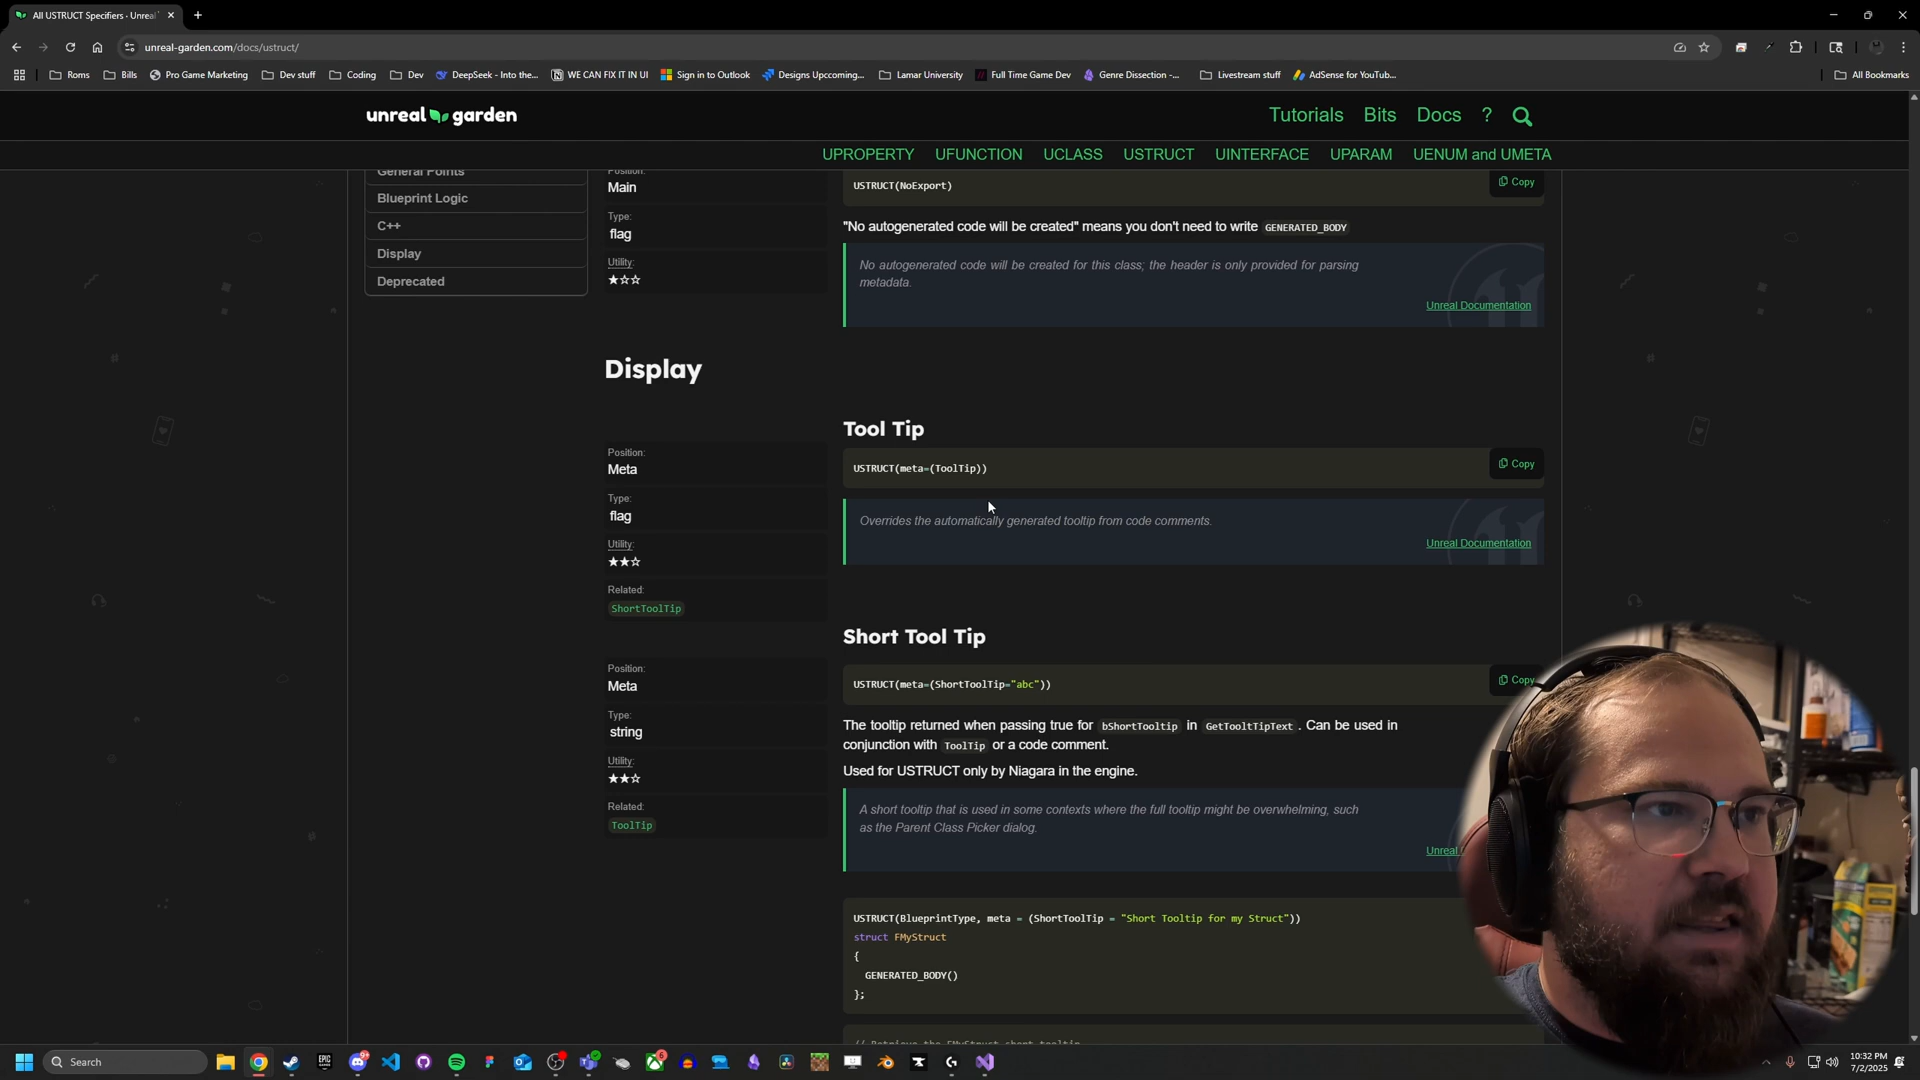 All USTRUCT Specifiers · Unreal
unreal-garden.com/docs/ustruct/
Roms
Bills
Pro Game Marketing
Dev stuff
Coding
Dev
DeepSeek - Into the...
WE CAN FIX IT IN UI
Sign in to Outlook
Designs Upccoming...
Lamar University
Full Time Game Dev
Genre Dissection -...
Livestream stuff
AdSense for YouTub...
All Bookmarks
unreal garden
Tutorials
Bits
Docs
?
UPROPERTY
UFUNCTION
UCLASS
USTRUCT
UINTERFACE
UPARAM
UENUM and UMETA
General Points
Blueprint Logic
C++
Display
Deprecated
Position:
Main
Type:
flag
Utility:
★☆☆
USTRUCT(NoExport)
Copy
"No autogenerated code will be created" means you don't need to write GENERATED_BODY
No autogenerated code will be created for this class; the header is only provided for parsing
metadata.
Unreal Documentation
Display
Tool Tip
Position:
Meta
Type:
flag
Utility:
★★☆
Related:
ShortToolTip
USTRUCT(meta=(ToolTip))
Copy
Overrides the automatically generated tooltip from code comments.
Unreal Documentation
Short Tool Tip
Position:
Meta
Type:
string
Utility:
★★☆
Related:
ToolTip
USTRUCT(meta=(ShortToolTip="abc"))
Copy
The tooltip returned when passing true for bShortTooltip in GetTooltTipText. Can be used in
conjunction with ToolTip or a code comment.
Used for USTRUCT only by Niagara in the engine.
A short tooltip that is used in some contexts where the full tooltip might be overwhelming, such
as the Parent Class Picker dialog.
Unreal
USTRUCT(BlueprintType, meta = (ShortToolTip = "Short Tooltip for my Struct"))
struct FMyStruct
{
GENERATED_BODY()
};
// Retrieve the FMyStruct short tooltip
Search
10:32 PM
7/2/2025